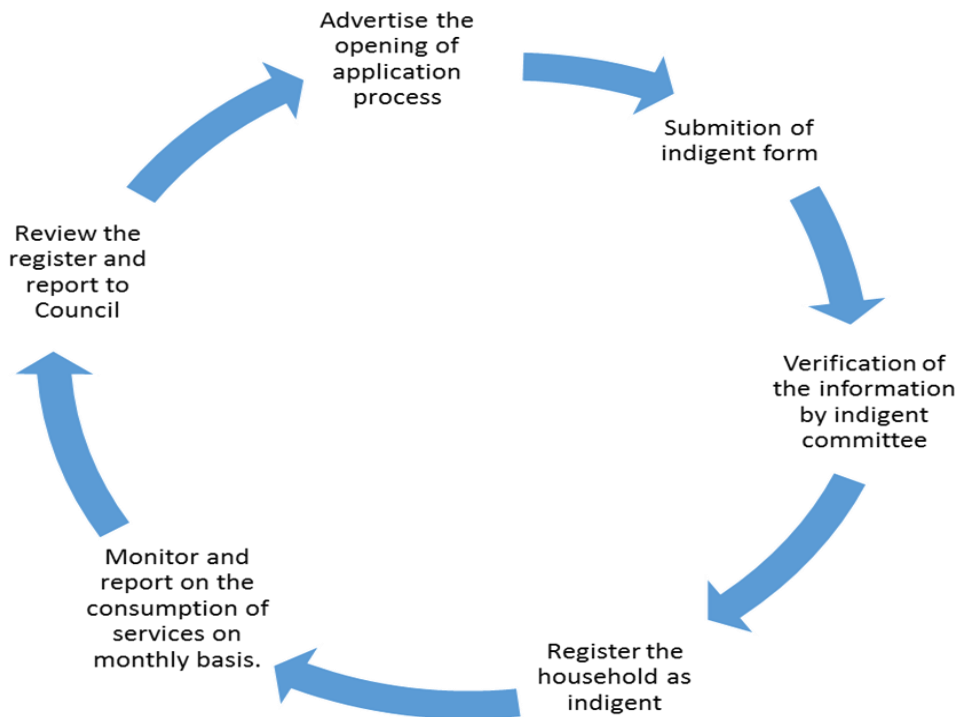 Advertise the
opening of
application
process
Submition of
indigent form
Verification of
the information
by indigent
committee
Register the
household as
indigent
Monitor and
report on the
consumption of
services on
monthly basis.
Review the
register and
report to
Council